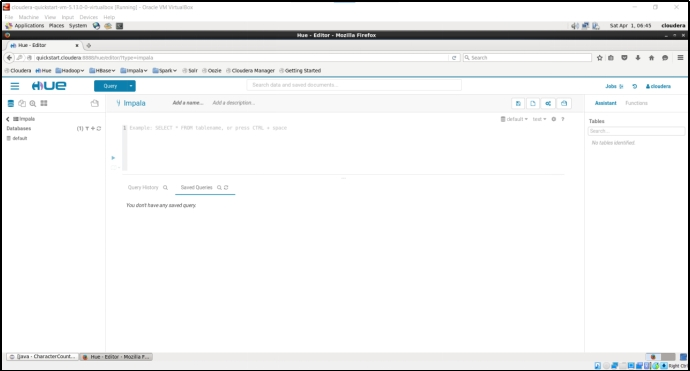 cloudera-quickstart-vm-5.13.0-0-virtualbox [Running] - Oracle VM VirtualBox
File Machine View Input Devices Help
Applications Places System Sat Apr 1, 06:45 cloudera
Hue - Editor - Mozilla Firefox
Hue - Editor
quickstart.cloudera:8888/hue/editor/?type=impala Search
Cloudera Hue Hadoop HBase Impala Spark Solr Oozie Cloudera Manager Getting Started
HUE Query Search data and saved documents... Jobs cloudera
Impala Add a name... Add a description... Assistant Functions
Impala default text ? Tables
Databases (1) 1 Example: SELECT * FROM tablename, or press CTRL + space Search...
default No tables identified.
Query History Saved Queries
You don't have any saved query.
[Java - CharacterCount... Hue - Editor - Mozilla F...
Right Ctrl